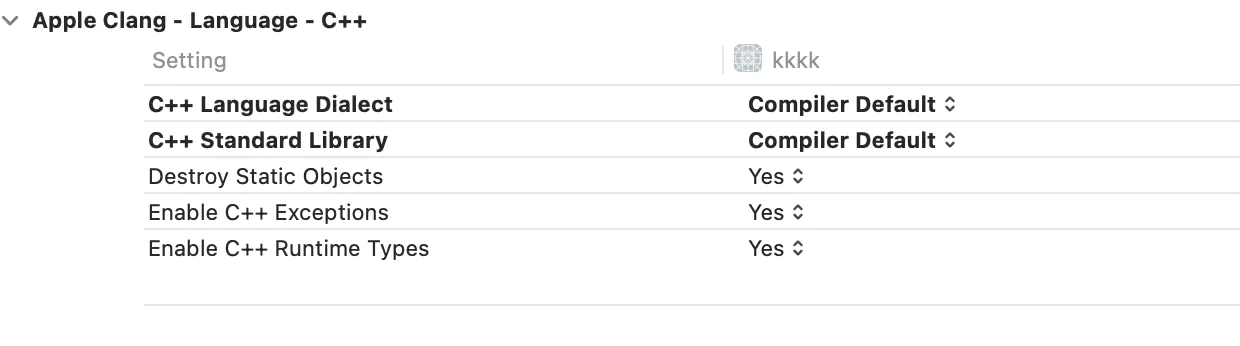 Apple Clang - Language - C++
Setting kkkk
C++ Language Dialect Compiler Default
C++ Standard Library Compiler Default
Destroy Static Objects Yes
Enable C++ Exceptions Yes
Enable C++ Runtime Types Yes